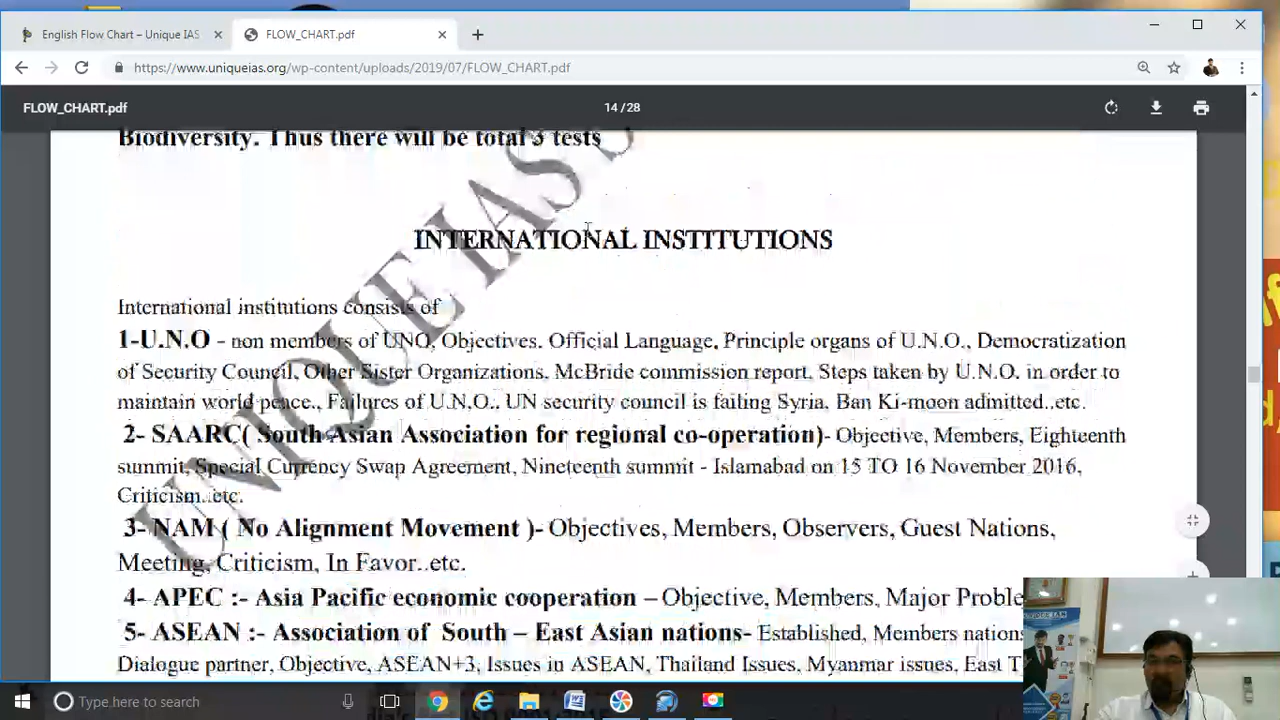 English Flow Chart – Unique IAS
FLOW_CHART.pdf
https://www.uniqueias.org/wp-content/uploads/2019/07/FLOW_CHART.pdf
FLOW_CHART.pdf
14 / 28
Biodiversity. Thus there will be total 3 tests
UNIQUE IAS
INTERNATIONAL INSTITUTIONS
International institutions consists of
1-U.N.O - non members of UNO, Objectives. Official Language, Principle organs of U.N.O., Democratization
of Security Council, Other Sister Organizations. McBride commission report, Steps taken by U.N.O. in order to
maintain world peace., Failures of U.N.O.. UN security council is failing Syria, Ban Ki-moon admitted..etc.
2- SAARC( South Asian Association for regional co-operation)- Objective, Members, Eighteenth
summit, Special Currency Swap Agreement, Nineteenth summit - Islamabad on 15 TO 16 November 2016,
Criticism..etc.
3- NAM ( No Alignment Movement )- Objectives, Members, Observers, Guest Nations,
Meeting, Criticism, In Favor..etc.
4- APEC :- Asia Pacific economic cooperation – Objective, Members, Major
5- ASEAN :- Association of South – East Asian nations- Established, Members nations
Dialogue partner, Objective, ASEAN+3, Issues in ASEAN, Thailand Issues, Myanmar issues, East
Type here to search